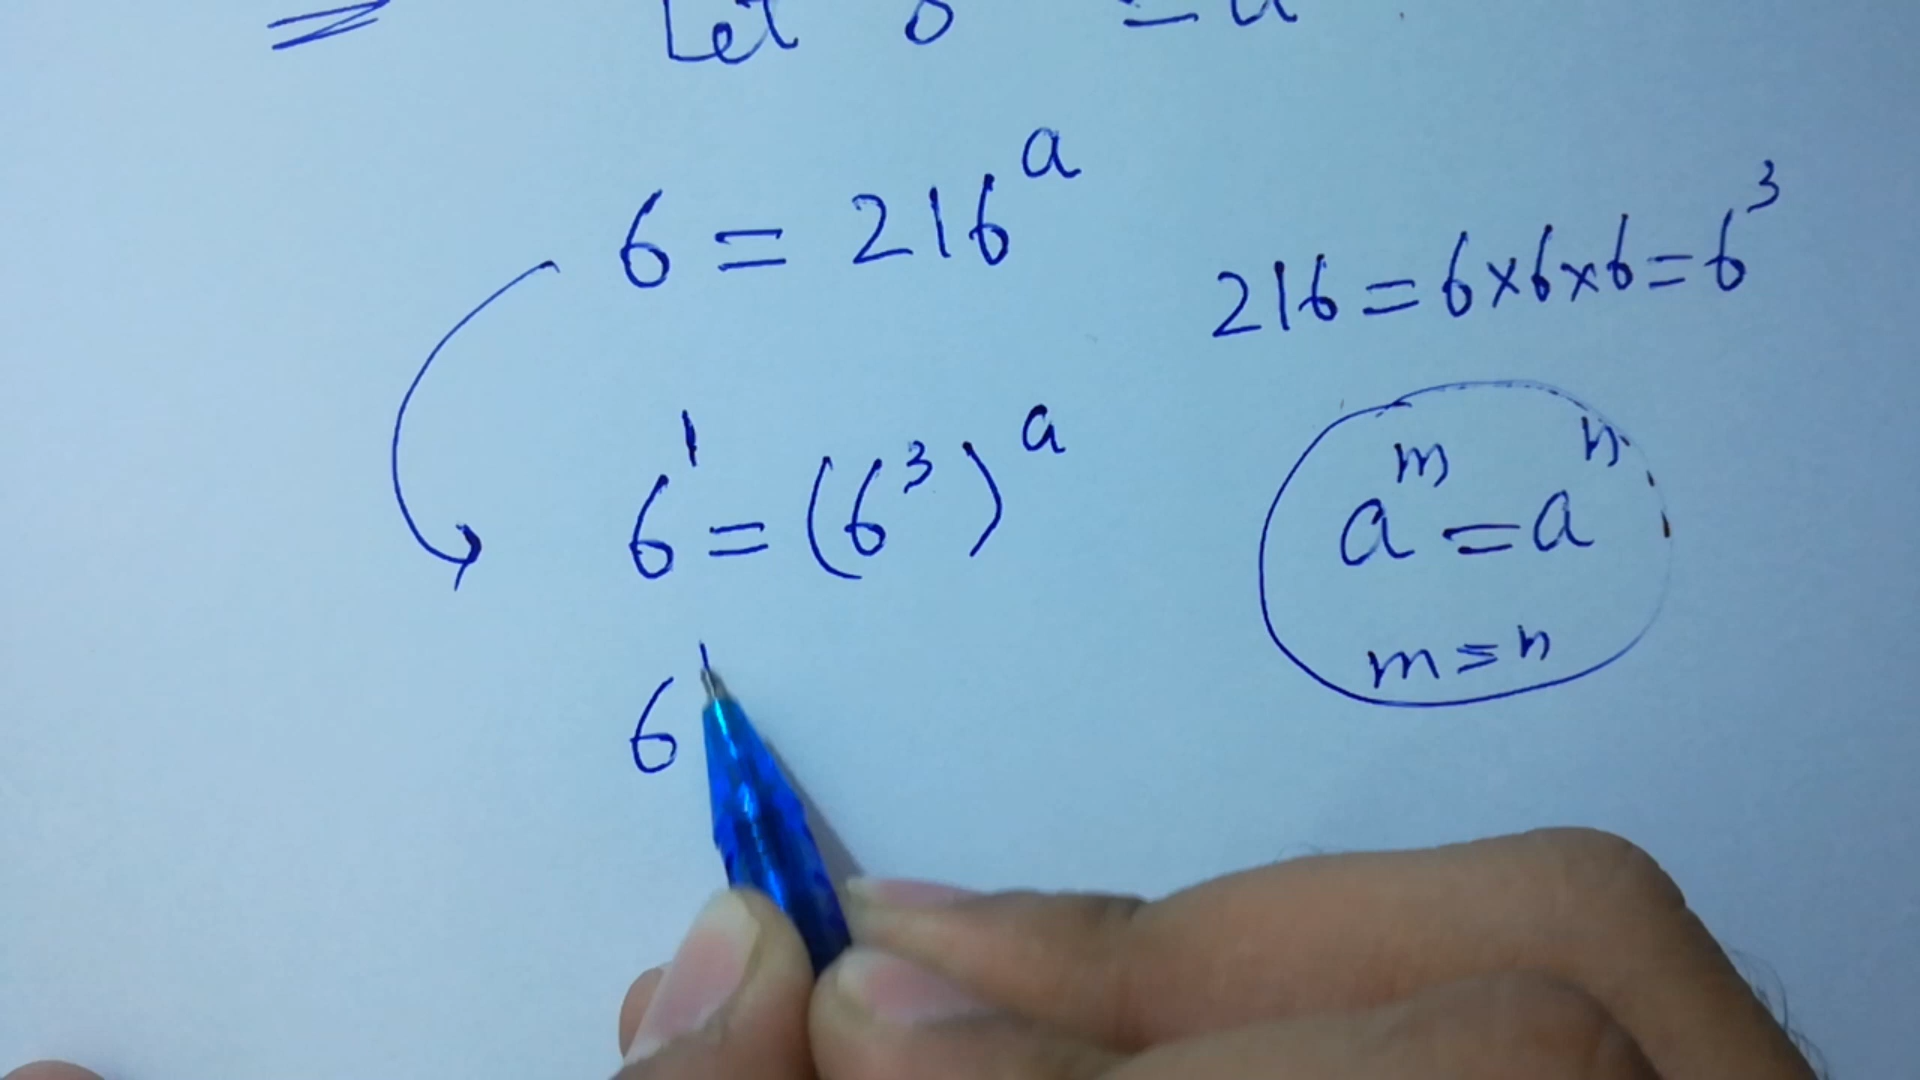 ⇒ Let
6 = 216^a
216 = 6×6×6 = 6^3
6^1 = (6^3)^a
a^m = a^n
m = n
6^1